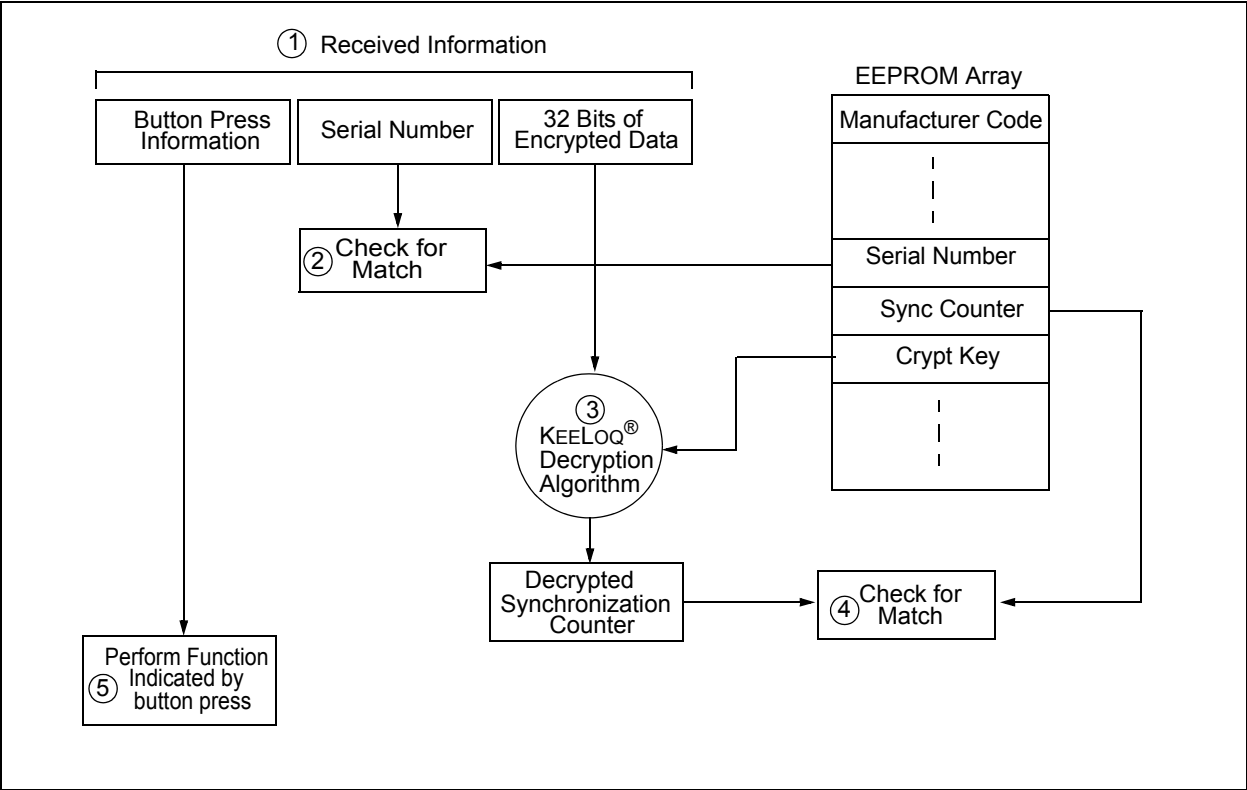 1 Received Information
EEPROM Array
Button Press
Information
Serial Number
32 Bits of
Encrypted Data
Manufacturer Code
Serial Number
Sync Counter
Crypt Key
2 Check for
Match
3
KEELOQ®
Decryption
Algorithm
Decrypted
Synchronization
Counter
4 Check for
Match
Perform Function
5 Indicated by
button press